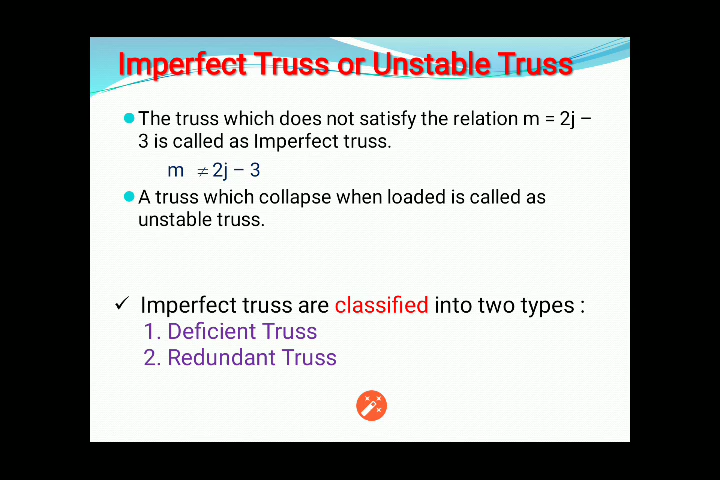 Imperfect Truss or Unstable Truss
The truss which does not satisfy the relation m = 2j –
3 is called as Imperfect truss.
m ≠ 2j – 3
A truss which collapse when loaded is called as
unstable truss.
✓ Imperfect truss are classified into two types :
1. Deficient Truss
2. Redundant Truss